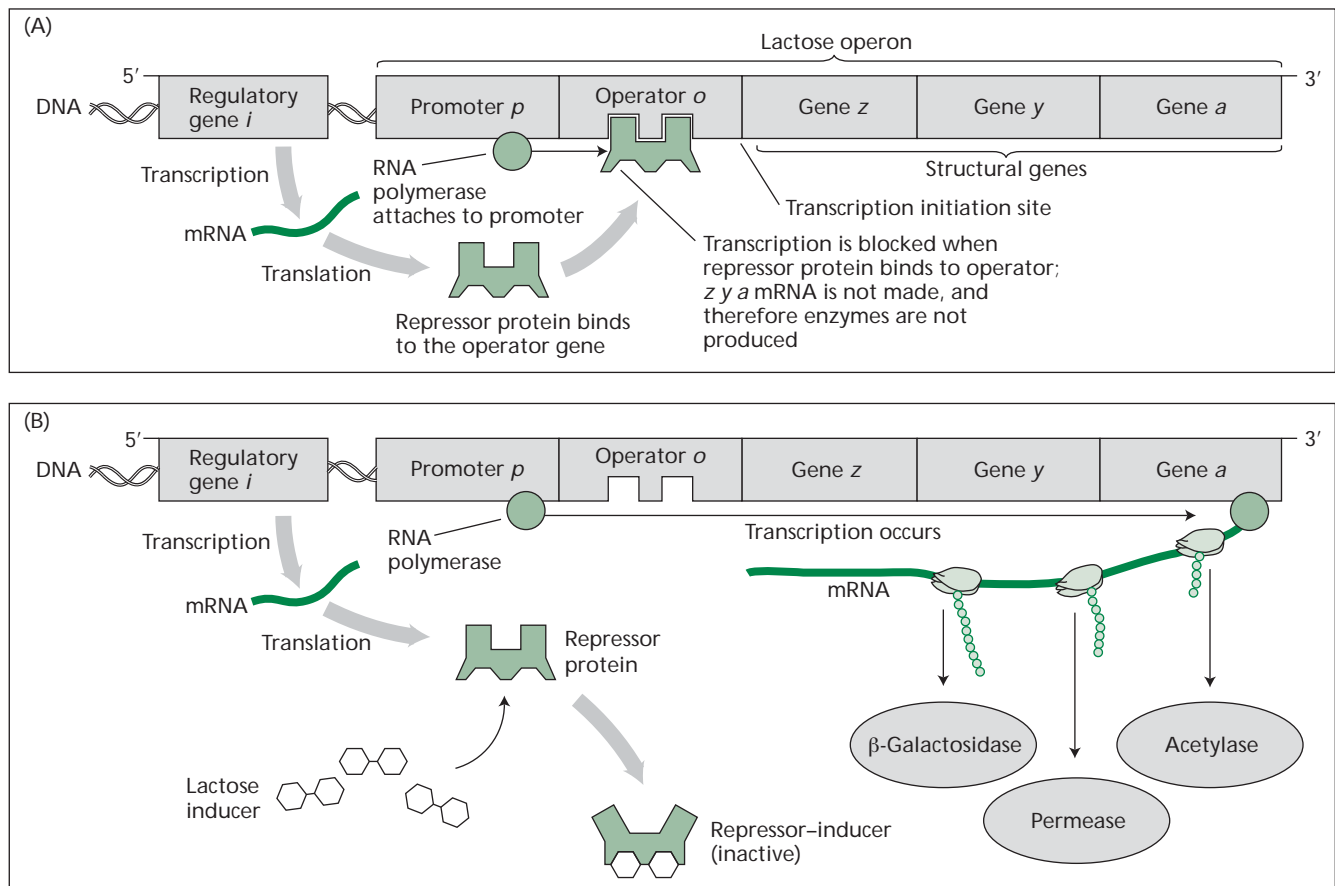 (A)
Lactose operon
5′
3′
DNA
Regulatory
gene i
Promoter p
Operator o
Gene z
Gene y
Gene a
Structural genes
Transcription
RNA
polymerase
attaches to promoter
Transcription initiation site
mRNA
Translation
Transcription is blocked when
repressor protein binds to operator;
z y a mRNA is not made, and
therefore enzymes are not
produced
Repressor protein binds
to the operator gene
(B)
5′
3′
DNA
Regulatory
gene i
Promoter p
Operator o
Gene z
Gene y
Gene a
Transcription
RNA
polymerase
Transcription occurs
mRNA
mRNA
Translation
Repressor
protein
β-Galactosidase
Acetylase
Permease
Lactose
inducer
Repressor–inducer
(inactive)